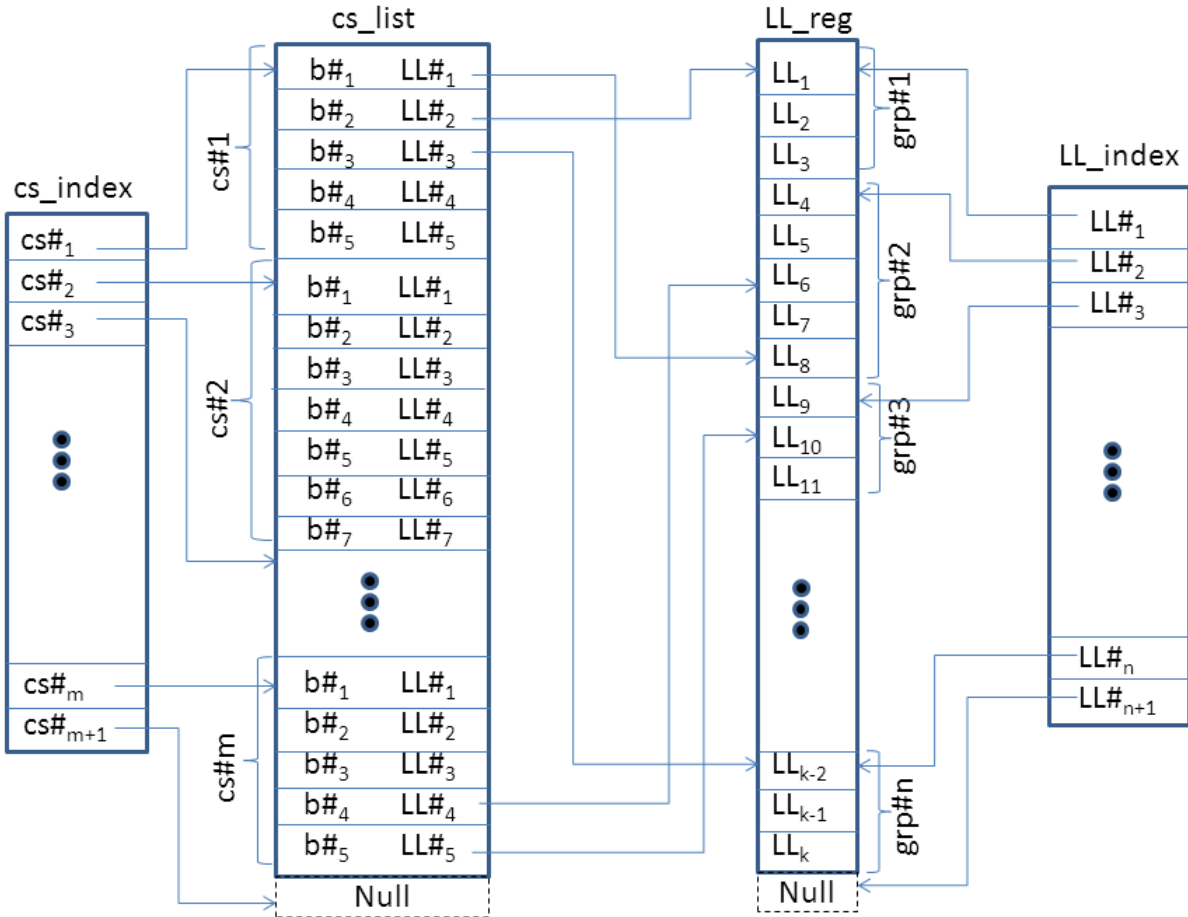 cs_index
cs#₁
cs#₂
cs#₃
cs#ₘ
cs#ₘ₊₁
cs_list
cs#1
b#₁ LL#₁
b#₂ LL#₂
b#₃ LL#₃
b#₄ LL#₄
b#₅ LL#₅
cs#2
b#₁ LL#₁
b#₂ LL#₂
b#₃ LL#₃
b#₄ LL#₄
b#₅ LL#₅
b#₆ LL#₆
b#₇ LL#₇
cs#m
b#₁ LL#₁
b#₂ LL#₂
b#₃ LL#₃
b#₄ LL#₄
b#₅ LL#₅
Null
LL_reg
LL₁
LL₂
LL₃
grp#1
LL₄
LL₅
LL₆
LL₇
LL₈
grp#2
LL₉
LL₁₀
LL₁₁
grp#3
LLₖ₋₂
LLₖ₋₁
LLₖ
grp#n
Null
LL_index
LL#₁
LL#₂
LL#₃
LL#ₙ
LL#ₙ₊₁